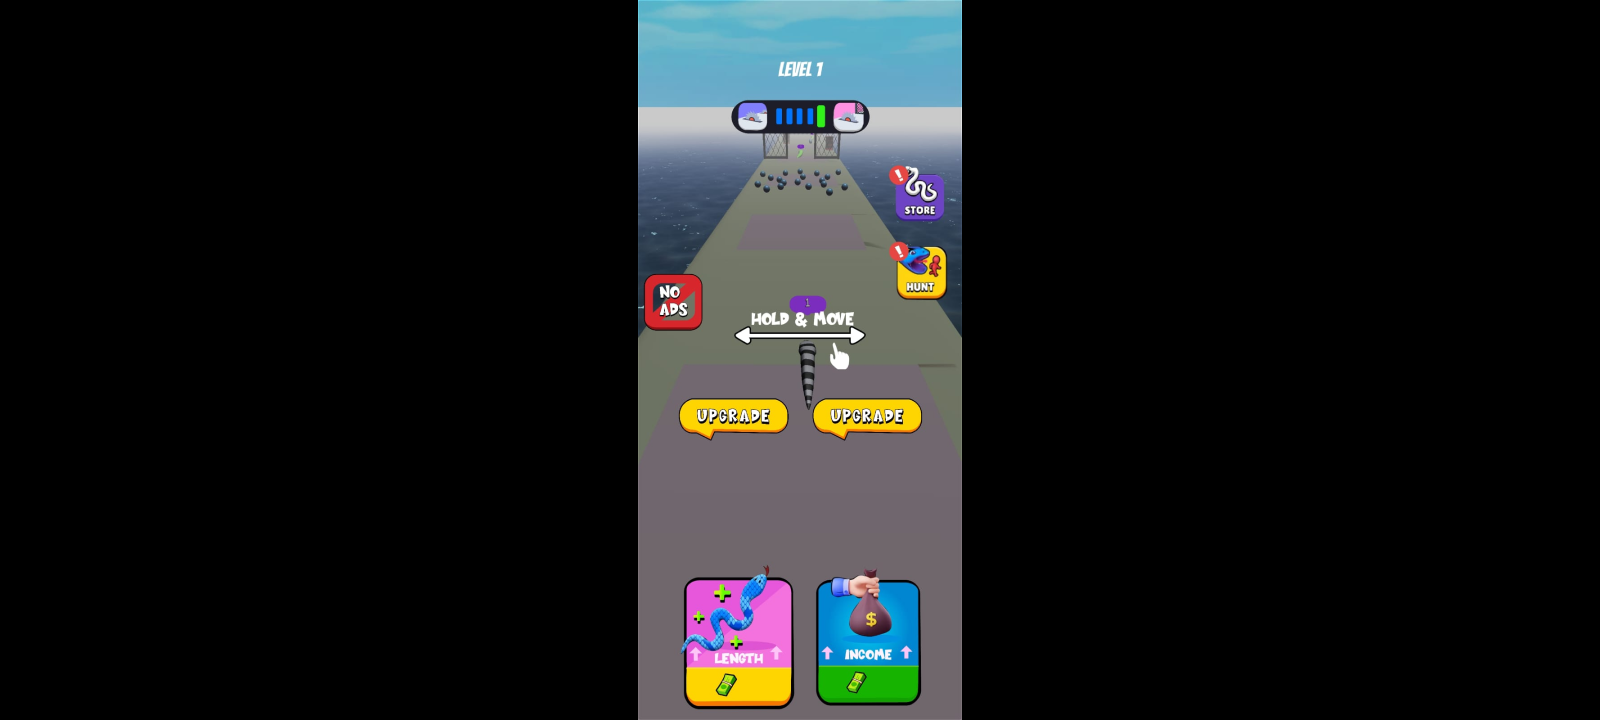 LEVEL 1
!
STORE
!
HUNT
NO
ADS
1
HOLD & MOVE
UPGRADE
UPGRADE
$
LENGTH
INCOME